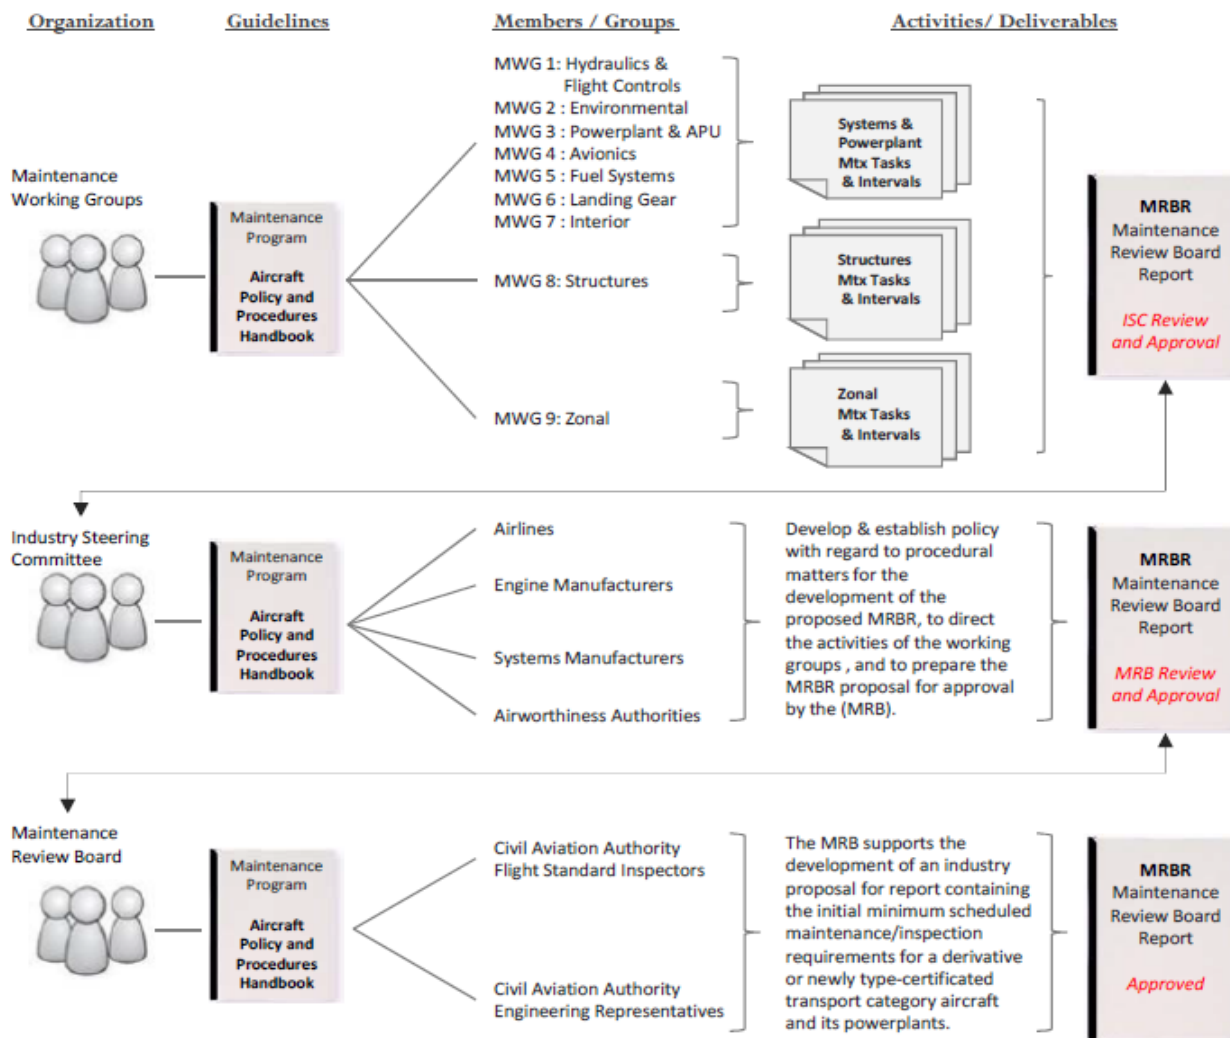 Organization
Guidelines
Members / Groups
Activities/ Deliverables
Maintenance
Working Groups
Maintenance
Program
Aircraft
Policy and
Procedures
Handbook
MWG 1: Hydraulics &
Flight Controls
MWG 2 : Environmental
MWG 3 : Powerplant & APU
MWG 4 : Avionics
MWG 5 : Fuel Systems
MWG 6 : Landing Gear
MWG 7 : Interior
MWG 8: Structures
MWG 9: Zonal
Systems &
Powerplant
Mtx Tasks
& Intervals
Structures
Mtx Tasks
& Intervals
Zonal
Mtx Tasks
& Intervals
MRBR
Maintenance
Review Board
Report
ISC Review
and Approval
Industry Steering
Committee
Maintenance
Program
Aircraft
Policy and
Procedures
Handbook
Airlines
Engine Manufacturers
Systems Manufacturers
Airworthiness Authorities
Develop & establish policy
with regard to procedural
matters for the
development of the
proposed MRBR, to direct
the activities of the working
groups , and to prepare the
MRBR proposal for approval
by the (MRB).
MRBR
Maintenance
Review Board
Report
MRB Review
and Approval
Maintenance
Review Board
Maintenance
Program
Aircraft
Policy and
Procedures
Handbook
Civil Aviation Authority
Flight Standard Inspectors
Civil Aviation Authority
Engineering Representatives
The MRB supports the
development of an industry
proposal for report containing
the initial minimum scheduled
maintenance/inspection
requirements for a derivative
or newly type-certificated
transport category aircraft
and its powerplants.
MRBR
Maintenance
Review Board
Report
Approved